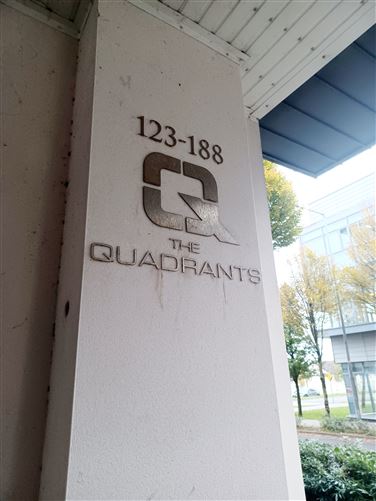 123-188
Q
THE
QUADRANTS